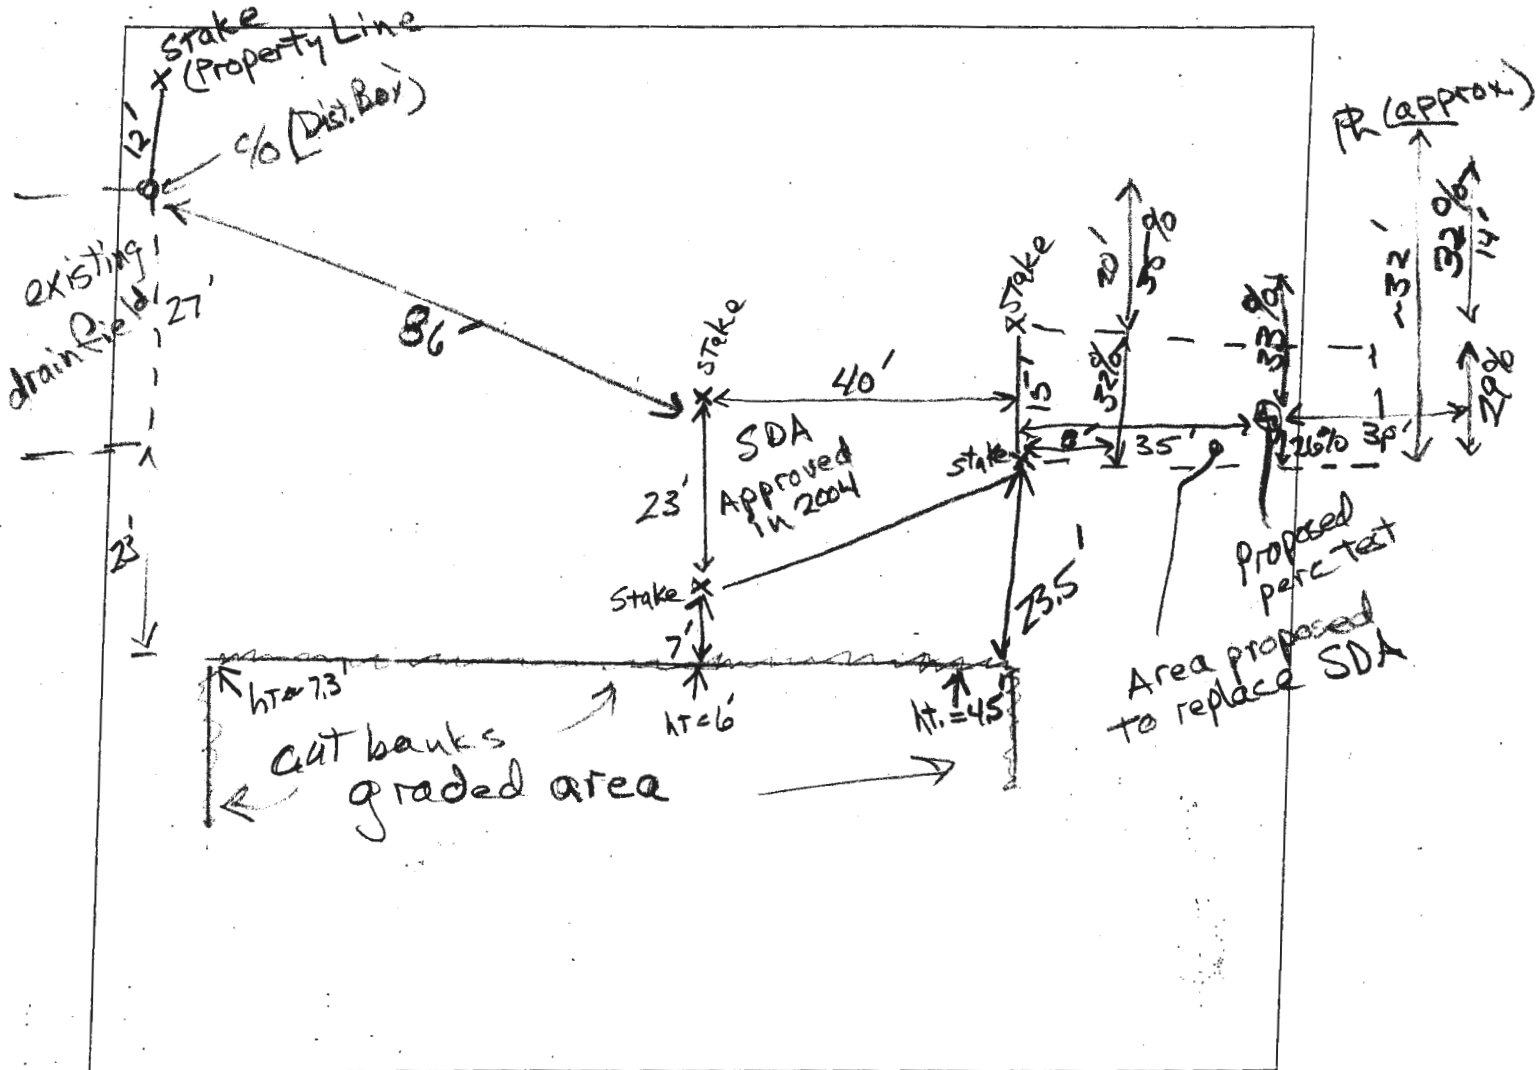 Stake
(Property Line
12'
c/o (Dist. Box)
existing
drainfield
27'
86'
23'
Stake
40'
SDA
Approved
in 2004
23'
Stake
7'
Stake
15'
Stake
8'
35'
23.5'
20'
32%
33%
26%
30'
PL (approx.)
~32'
32%
14'
29%
Proposed
perc test
Area proposed
to replace SDA
ht≈7.3'
ht=6'
ht.=4.5'
cut banks
graded area